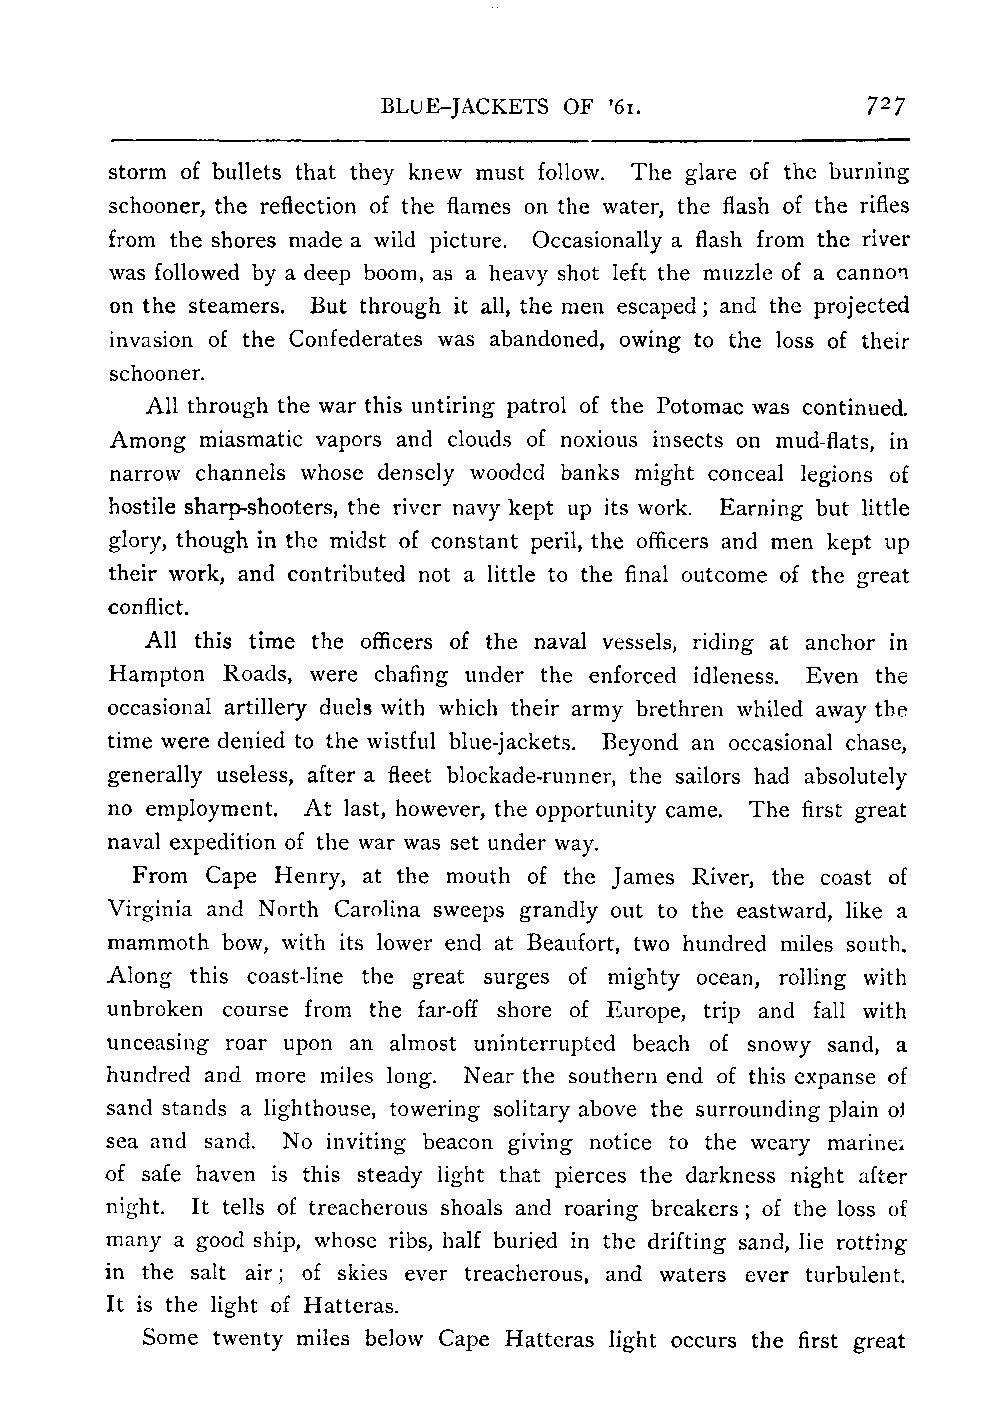 BLUE-JACKETS OF '61. 727
storm of bullets that they knew must follow. The glare of the burning
schooner, the reflection of the flames on the water, the flash of the rifles
from the shores made a wild picture. Occasionally a flash from the river
was followed by a deep boom, as a heavy shot left the muzzle of a cannon
on the steamers. But through it all, the men escaped; and the projected
invasion of the Confederates was abandoned, owing to the loss of their
schooner.
All through the war this untiring patrol of the Potomac was continued.
Among miasmatic vapors and clouds of noxious insects on mud-flats, in
narrow channels whose densely wooded banks might conceal legions of
hostile sharp-shooters, the river navy kept up its work. Earning but little
glory, though in the midst of constant peril, the officers and men kept up
their work, and contributed not a little to the final outcome of the great
conflict.
All this time the officers of the naval vessels, riding at anchor in
Hampton Roads, were chafing under the enforced idleness. Even the
occasional artillery duels with which their army brethren whiled away the
time were denied to the wistful blue-jackets. Beyond an occasional chase,
generally useless, after a fleet blockade-runner, the sailors had absolutely
no employment. At last, however, the opportunity came. The first great
naval expedition of the war was set under way.
From Cape Henry, at the mouth of the James River, the coast of
Virginia and North Carolina sweeps grandly out to the eastward, like a
mammoth bow, with its lower end at Beaufort, two hundred miles south.
Along this coast-line the great surges of mighty ocean, rolling with
unbroken course from the far-off shore of Europe, trip and fall with
unceasing roar upon an almost uninterrupted beach of snowy sand, a
hundred and more miles long. Near the southern end of this expanse of
sand stands a lighthouse, towering solitary above the surrounding plain of
sea and sand. No inviting beacon giving notice to the weary mariner
of safe haven is this steady light that pierces the darkness night after
night. It tells of treacherous shoals and roaring breakers; of the loss of
many a good ship, whose ribs, half buried in the drifting sand, lie rotting
in the salt air; of skies ever treacherous, and waters ever turbulent.
It is the light of Hatteras.
Some twenty miles below Cape Hatteras light occurs the first great